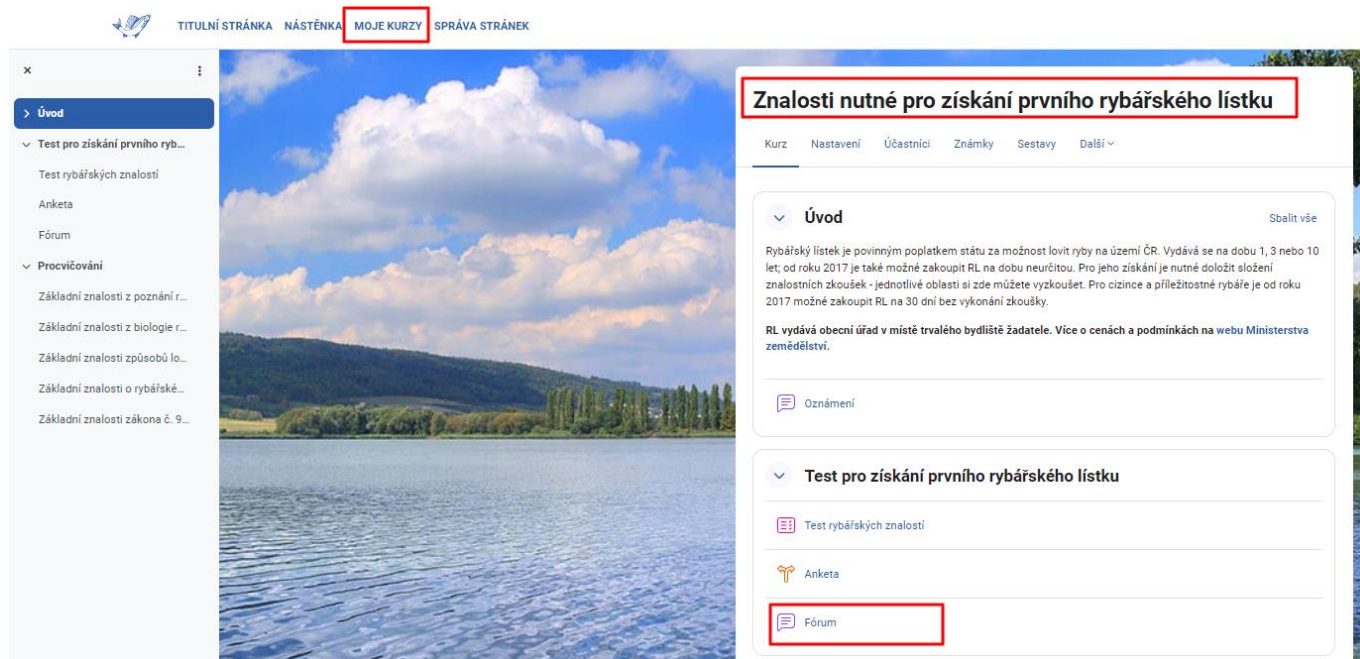 TITULNÍ STRÁNKA NÁSTĚNKA MOJE KURZY SPRÁVA STRÁNEK
Úvod
Test pro získání prvního ryb...
Test rybářských znalostí
Anketa
Fórum
Procvičování
Základní znalosti z poznání r...
Základní znalosti z biologie r...
Základní znalosti způsobů lo...
Základní znalosti o rybářské...
Základní znalosti zákona č. 9...
Znalosti nutné pro získání prvního rybářského lístku
Kurz Nastavení Účastníci Známky Sestavy Další
Úvod Sbalit vše
Rybářský lístek je povinným poplatkem státu za možnost lovit ryby na území ČR. Vydává se na dobu 1, 3 nebo 10
let; od roku 2017 je také možné zakoupit RL na dobu neurčitou. Pro jeho získání je nutné doložit složení
znalostních zkoušek - jednotlivé oblasti si zde můžete vyzkoušet. Pro cizince a příležitostné rybáře je od roku
2017 možné zakoupit RL na 30 dní bez vykonání zkoušky.
RL vydává obecní úřad v místě trvalého bydliště žadatele. Více o cenách a podmínkách na webu Ministerstva
zemědělství.
Oznámení
Test pro získání prvního rybářského lístku
Test rybářských znalostí
Anketa
Fórum